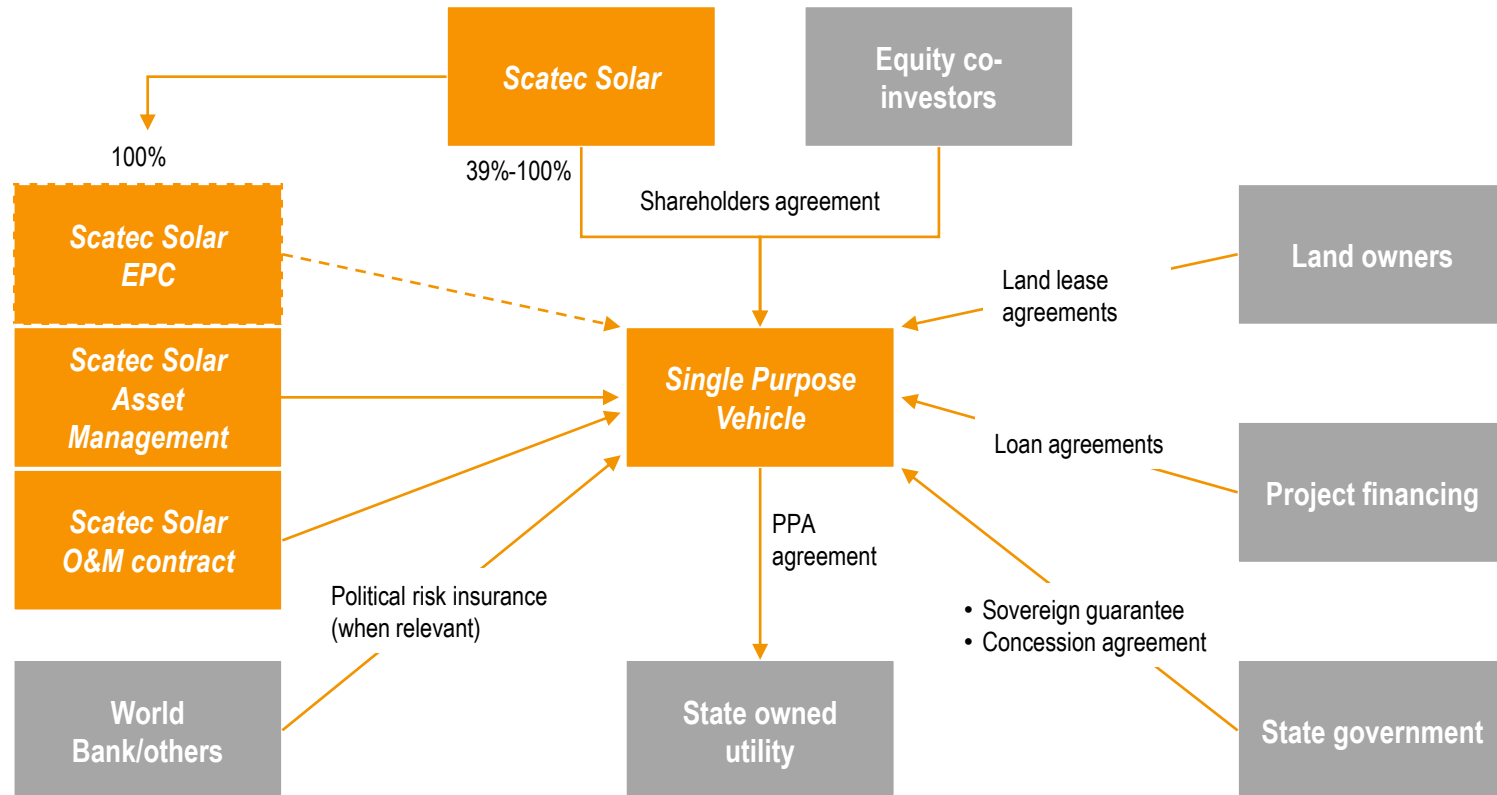 Scatec Solar
Equity co-
investors
100%
39%-100%
Shareholders agreement
Scatec Solar
EPC
Scatec Solar
Asset
Management
Scatec Solar
O&M contract
Single Purpose
Vehicle
Land owners
Land lease
agreements
Loan agreements
Project financing
PPA
agreement
Political risk insurance
(when relevant)
• Sovereign guarantee
• Concession agreement
World
Bank/others
State owned
utility
State government